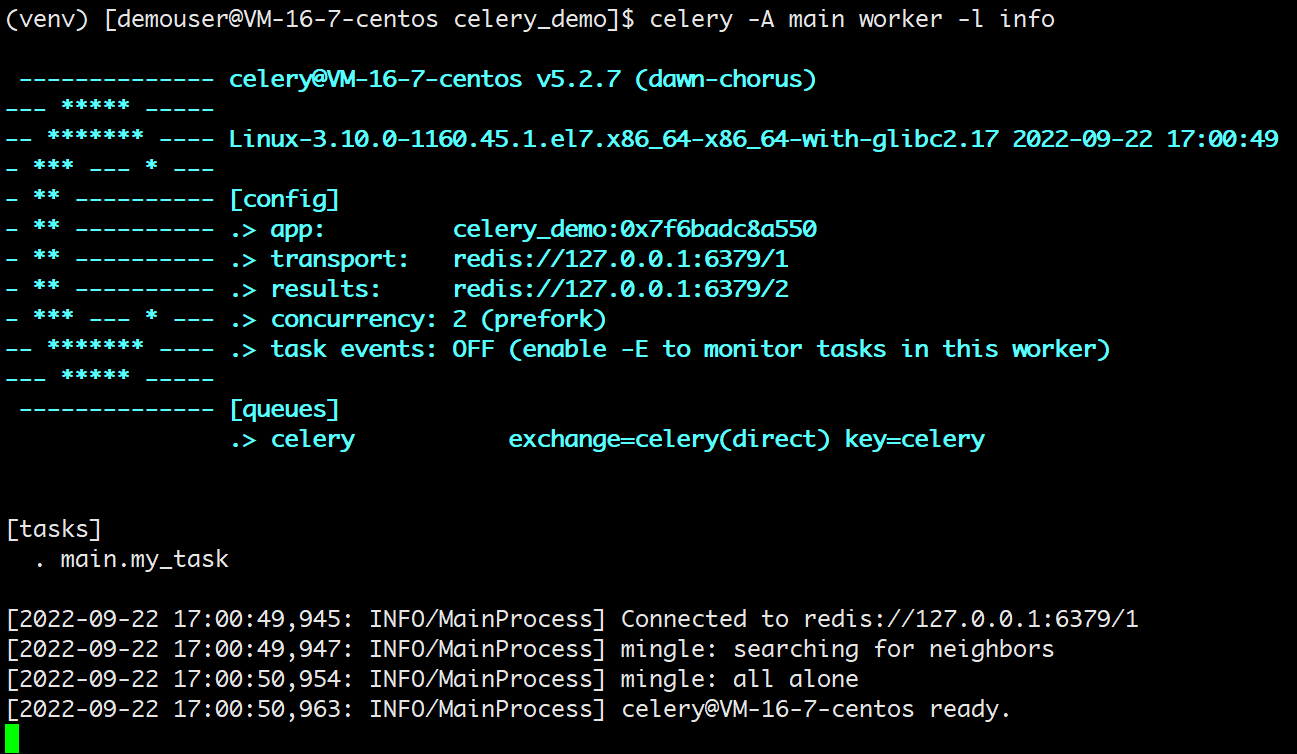 (venv) [demouser@VM-16-7-centos celery_demo]$ celery -A main worker -l info
 -------------- celery@VM-16-7-centos v5.2.7 (dawn-chorus)
--- ***** -----
-- ******* ---- Linux-3.10.0-1160.45.1.el7.x86_64-x86_64-with-glibc2.17 2022-09-22 17:00:49
- *** --- * ---
- ** ---------- [config]
- ** ---------- .> app:         celery_demo:0x7f6badc8a550
- ** ---------- .> transport:   redis://127.0.0.1:6379/1
- ** ---------- .> results:     redis://127.0.0.1:6379/2
- *** --- * --- .> concurrency: 2 (prefork)
-- ******* ---- .> task events: OFF (enable -E to monitor tasks in this worker)
--- ***** -----
 -------------- [queues]
                .> celery           exchange=celery(direct) key=celery
[tasks]
  . main.my_task
[2022-09-22 17:00:49,945: INFO/MainProcess] Connected to redis://127.0.0.1:6379/1
[2022-09-22 17:00:49,947: INFO/MainProcess] mingle: searching for neighbors
[2022-09-22 17:00:50,954: INFO/MainProcess] mingle: all alone
[2022-09-22 17:00:50,963: INFO/MainProcess] celery@VM-16-7-centos ready.